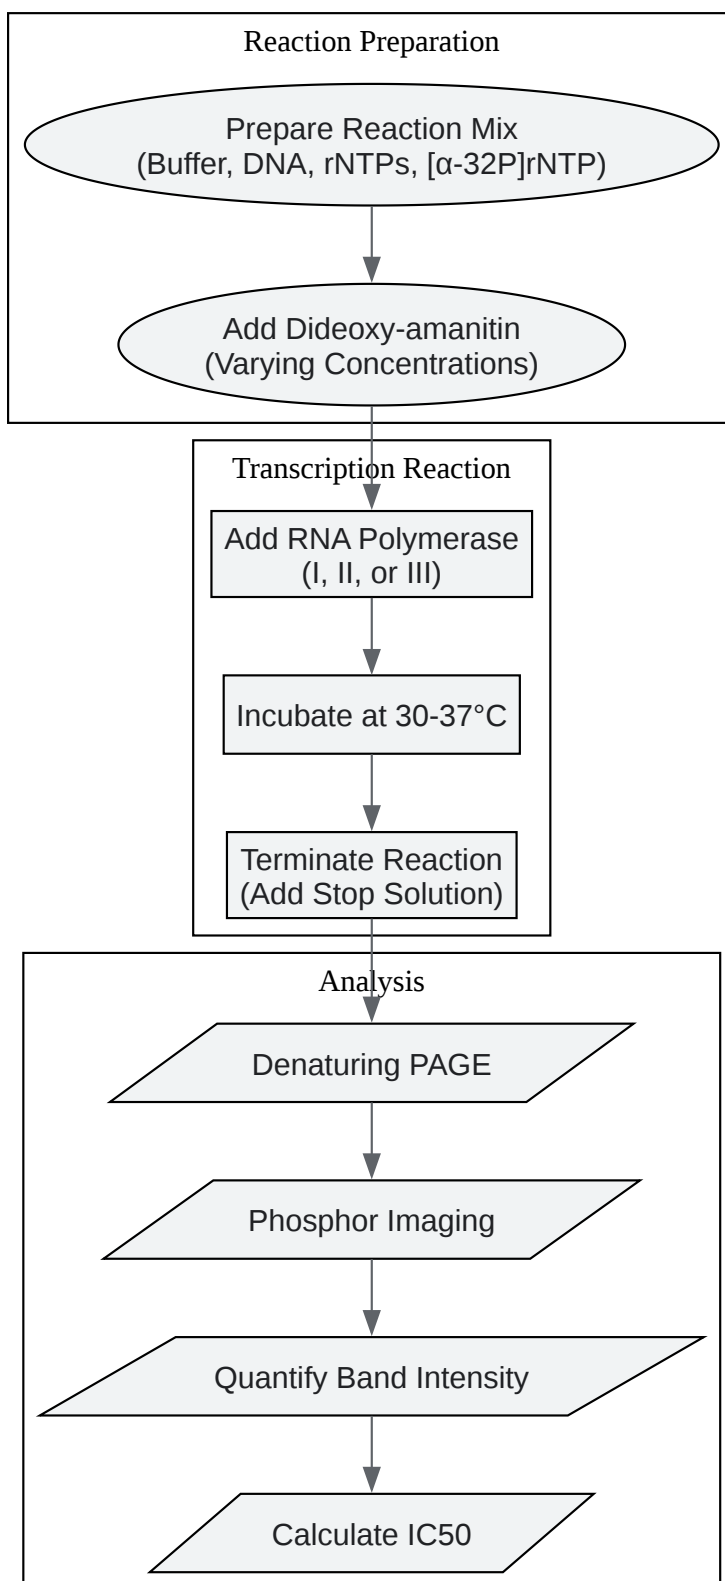 Reaction Preparation
Prepare Reaction Mix
(Buffer, DNA, rNTPs, [α-32P]rNTP)
Add Dideoxy-amanitin
(Varying Concentrations)
Transcription Reaction
Add RNA Polymerase
(I, II, or III)
Incubate at 30-37°C
Terminate Reaction
(Add Stop Solution)
Analysis
Denaturing PAGE
Phosphor Imaging
Quantify Band Intensity
Calculate IC50